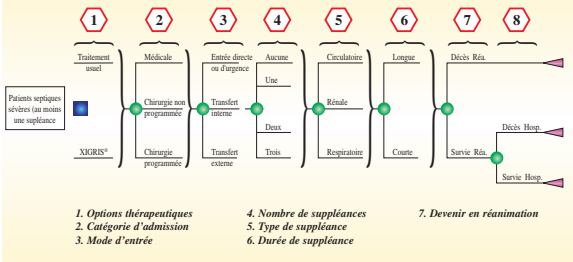 1 2 3 4 5 6 7 8
Traitement usuel
Médicale
Entrée directe ou d'urgence
Aucune
Circulatoire
Longue
Décès Réa.
Une
Patients septiques
sévères (au moins
une supléance
Chirurgie non
programmée
Transfert
interne
Rénale
Deux
Décès Hosp.
XIGRIS®
Chirurgie
programmée
Transfert
externe
Trois
Respiratoire
Courte
Survie Réa.
Survie Hosp.
1. Options thérapeutiques
2. Catégorie d'admission
3. Mode d'entrée
4. Nombre de suppléances
5. Type de suppléance
6. Durée de suppléance
7. Devenir en réanimation